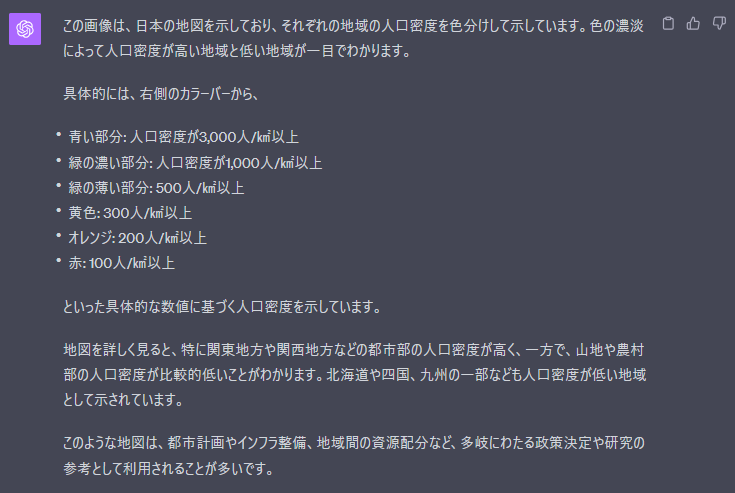 この画像は、日本の地図を示しており、それぞれの地域の人口密度を色分けして示しています。色の濃淡
によって人口密度が高い地域と低い地域が一目でわかります。
具体的には、右側のカラーバーから、
• 青い部分: 人口密度が3,000人/㎢以上
• 緑の濃い部分: 人口密度が1,000人/㎢以上
• 緑の薄い部分: 500人/㎢以上
• 黄色: 300人/㎢以上
• オレンジ: 200人/㎢以上
• 赤: 100人/㎢以上
といった具体的な数値に基づく人口密度を示しています。
地図を詳しく見ると、特に関東地方や関西地方などの都市部の人口密度が高く、一方で、山地や農村
部の人口密度が比較的低いことがわかります。北海道や四国、九州の一部なども人口密度が低い地域
として示されています。
このような地図は、都市計画やインフラ整備、地域間の資源配分など、多岐にわたる政策決定や研究の
参考として利用されることが多いです。